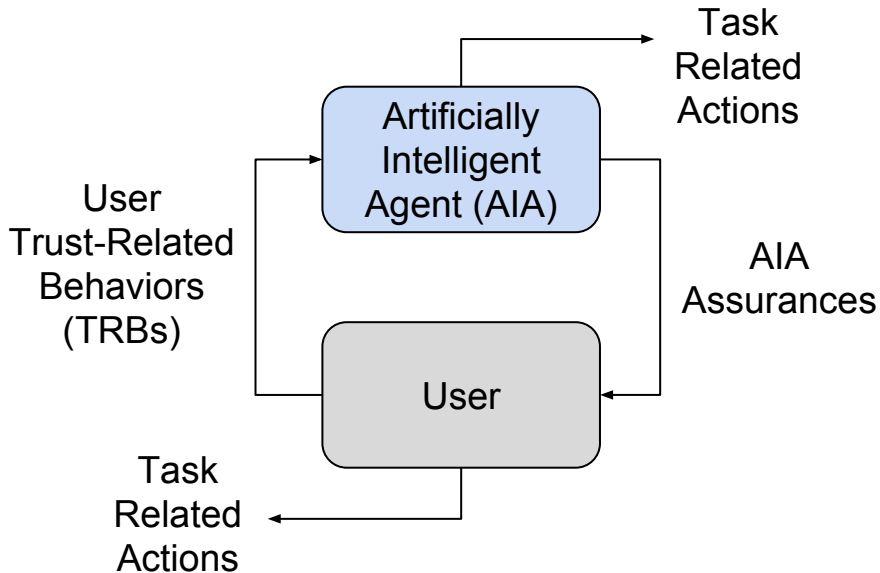 Task
Related
Actions
Artificially
Intelligent
Agent (AIA)
User
Trust-Related
Behaviors
(TRBs)
AIA
Assurances
User
Task
Related
Actions